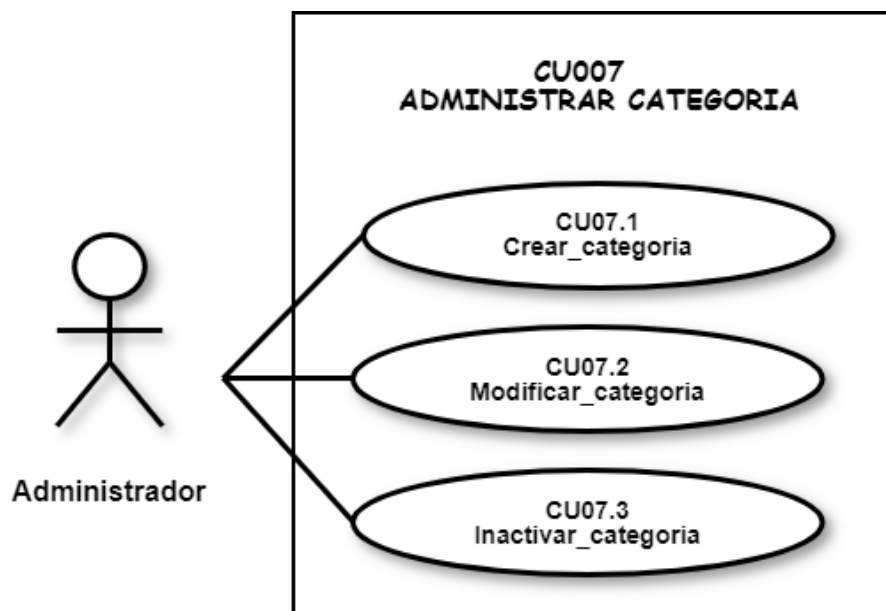 CU007
ADMINISTRAR CATEGORIA
CU07.1
Crear_categoria
CU07.2
Modificar_categoria
Administrador
CU07.3
Inactivar_categoria